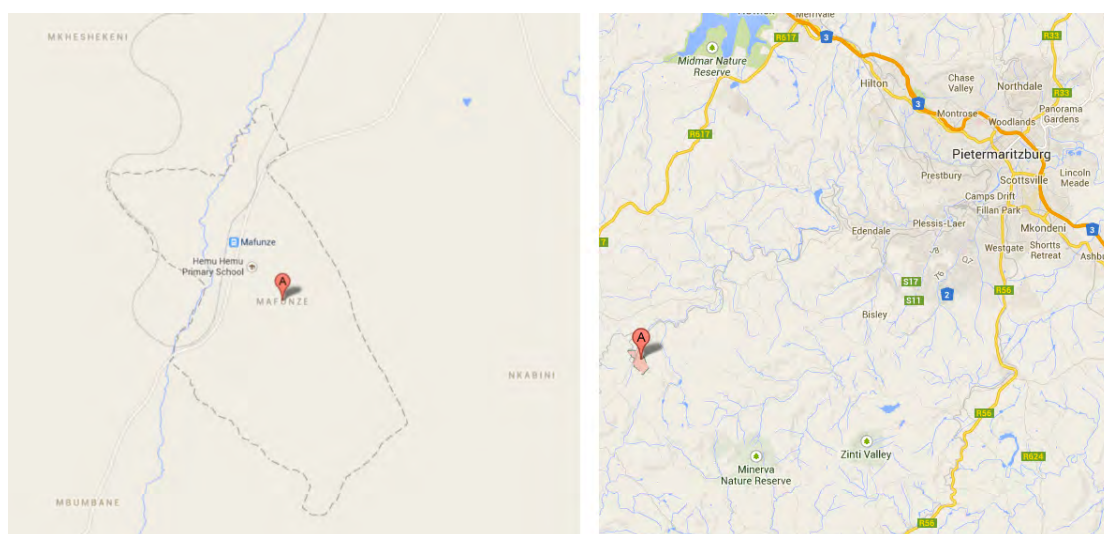 MKHESHEKENI
Mafunze
Hemu Hemu
Primary School
A
MAFUNZE
NKABINI
MBUMBANE
Merrivale
R617
3
R33
Midmar Nature
Reserve
Chase
Valley
Northdale
Hilton
R33
3
Panorama
Gardens
Montrose
Woodlands
R617
Pietermaritzburg
Prestbury
Scottsville
Lincoln
Meade
Camps Drift
Fillan Park
Plessis-Laer
Edendale
Mkondeni
3
Westgate
Shortts
Retreat
Ashbu
S17
2
S11
R56
Bisley
A
R56
Zinti Valley
Minerva
Nature Reserve
R624
R56